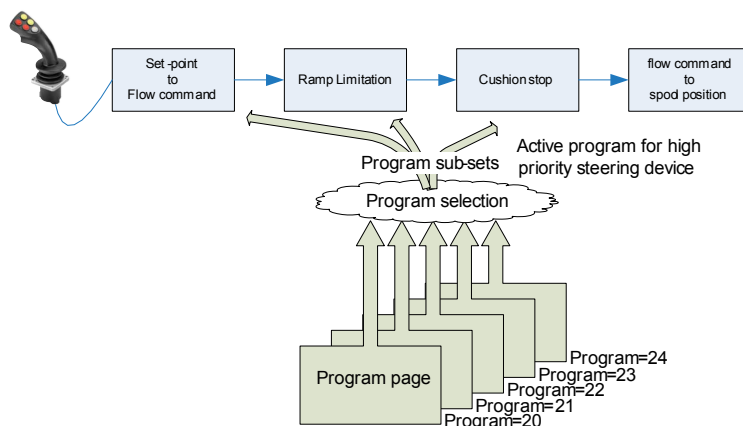 Set -point
to
Flow command
Ramp Limitation
Cushion stop
flow command
to
spool position
Program sub-sets
Active program for high
priority steering device
Program selection
Program page
Program=24
Program=23
Program=22
Program=21
Program=20